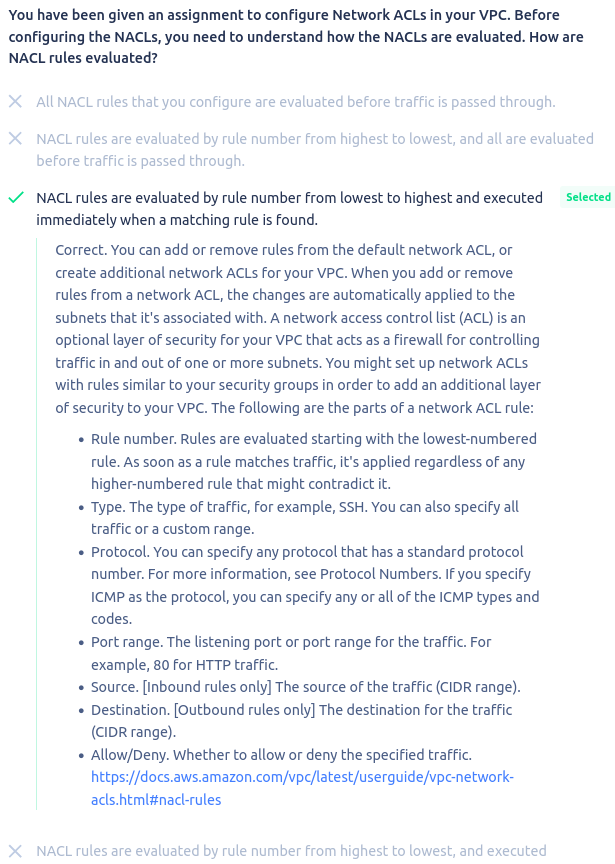 You have been given an assignment to configure Network ACLs in your VPC. Before
configuring the NACLs, you need to understand how the NACLs are evaluated. How are
NACL rules evaluated?
All NACL rules that you configure are evaluated before traffic is passed through.
NACL rules are evaluated by rule number from highest to lowest, and all are evaluated
before traffic is passed through.
NACL rules are evaluated by rule number from lowest to highest and executed
immediately when a matching rule is found.
Selected
Correct. You can add or remove rules from the default network ACL, or
create additional network ACLs for your VPC. When you add or remove
rules from a network ACL, the changes are automatically applied to the
subnets that it's associated with. A network access control list (ACL) is an
optional layer of security for your VPC that acts as a firewall for controlling
traffic in and out of one or more subnets. You might set up network ACLs
with rules similar to your security groups in order to add an additional layer
of security to your VPC. The following are the parts of a network ACL rule:
• Rule number. Rules are evaluated starting with the lowest-numbered
rule. As soon as a rule matches traffic, it's applied regardless of any
higher-numbered rule that might contradict it.
• Type. The type of traffic, for example, SSH. You can also specify all
traffic or a custom range.
• Protocol. You can specify any protocol that has a standard protocol
number. For more information, see Protocol Numbers. If you specify
ICMP as the protocol, you can specify any or all of the ICMP types and
codes.
• Port range. The listening port or port range for the traffic. For
example, 80 for HTTP traffic.
• Source. [Inbound rules only] The source of the traffic (CIDR range).
• Destination. [Outbound rules only] The destination for the traffic
(CIDR range).
• Allow/Deny. Whether to allow or deny the specified traffic.
https://docs.aws.amazon.com/vpc/latest/userguide/vpc-network-
acls.html#nacl-rules
NACL rules are evaluated by rule number from highest to lowest, and executed